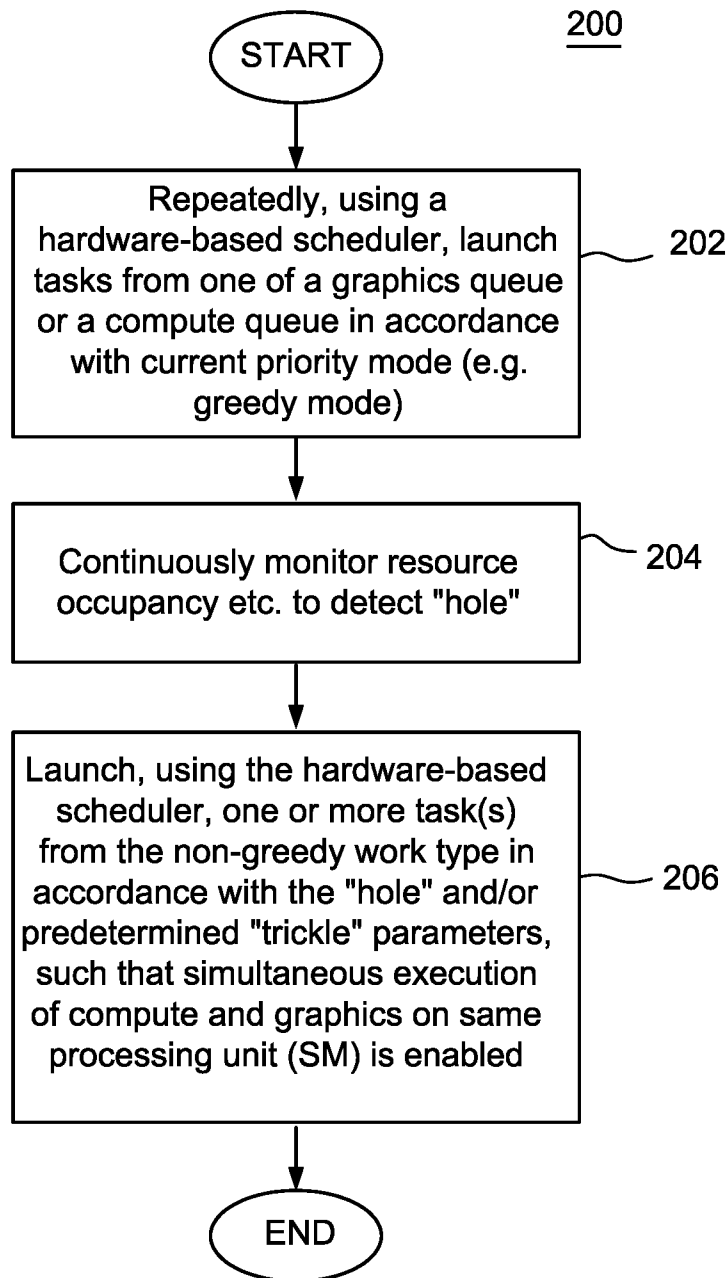 200
START
Repeatedly, using a
hardware-based scheduler, launch
tasks from one of a graphics queue
or a compute queue in accordance
with current priority mode (e.g.
greedy mode)
202
Continuously monitor resource
occupancy etc. to detect "hole"
204
Launch, using the hardware-based
scheduler, one or more task(s)
from the non-greedy work type in
accordance with the "hole" and/or
predetermined "trickle" parameters,
such that simultaneous execution
of compute and graphics on same
processing unit (SM) is enabled
206
END